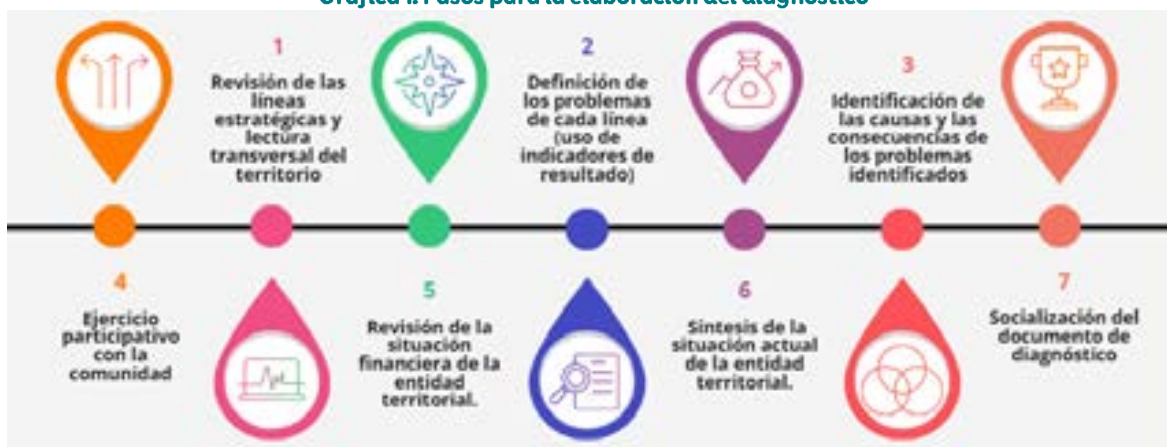 Gráfica 1. Pasos para la elaboración del diagnóstico
1
Revisión de las
líneas
estratégicas y
lectura
transversal del
territorio
2
Definición de
los problemas
de cada línea
(uso de
indicadores de
resultado)
3
Identificación de
las causas y las
consecuencias de
los problemas
identificados
4
Ejercicio
participativo
con la
comunidad
5
Revisión de la
situación
financiera de la
entidad
territorial.
6
Síntesis de la
situación actual
de la entidad
territorial.
7
Socialización del
documento de
diagnóstico